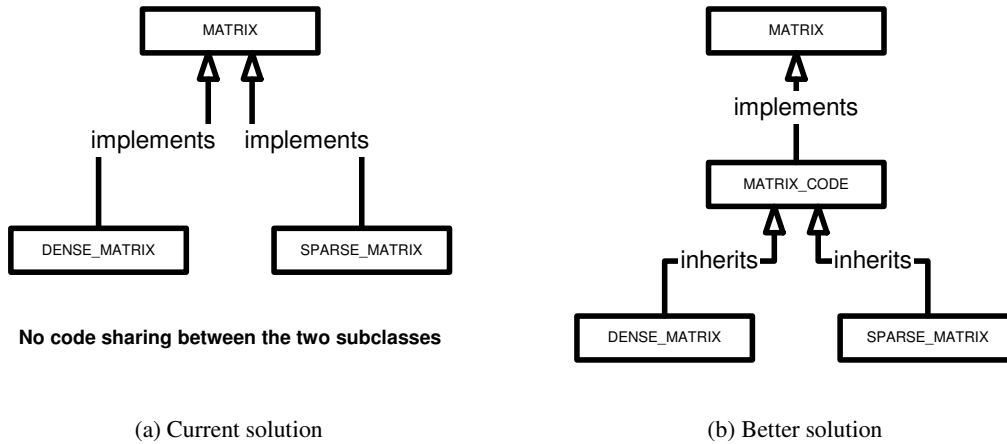 MATRIX
implements
implements
DENSE_MATRIX
SPARSE_MATRIX
No code sharing between the two subclasses
(a) Current solution
MATRIX
implements
MATRIX_CODE
inherits
inherits
DENSE_MATRIX
SPARSE_MATRIX
(b) Better solution